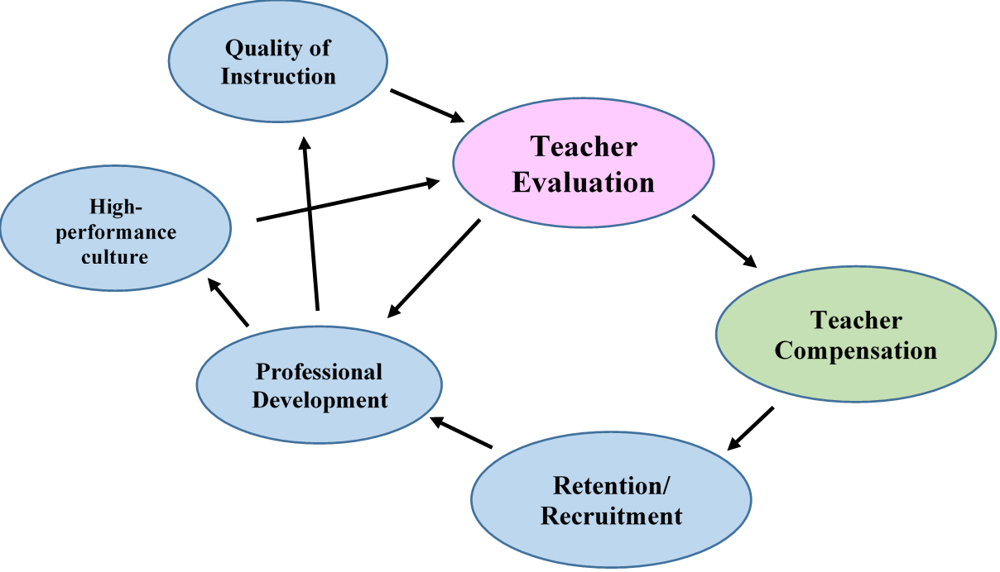 Quality of
Instruction
Teacher
Evaluation
High-
performance
culture
Teacher
Compensation
Professional
Development
Retention/
Recruitment